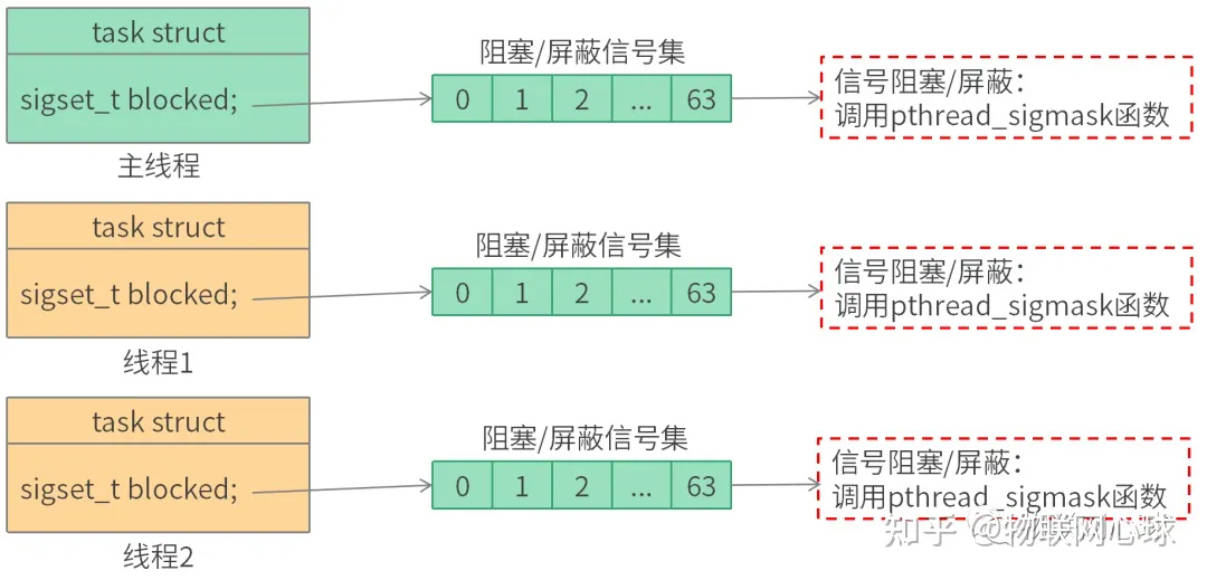 task struct
阻塞/屏蔽信号集
信号阻塞/屏蔽：
sigset_t blocked;
0 1 2 ... 63
调用pthread_sigmask函数
主线程
task struct
阻塞/屏蔽信号集
信号阻塞/屏蔽：
sigset_t blocked;
0 1 2 ... 63
调用pthread_sigmask函数
线程1
task struct
阻塞/屏蔽信号集
信号阻塞/屏蔽：
sigset_t blocked;
0 1 2 ... 63
调用pthread_sigmask函数
知乎 @物联网心球
线程2